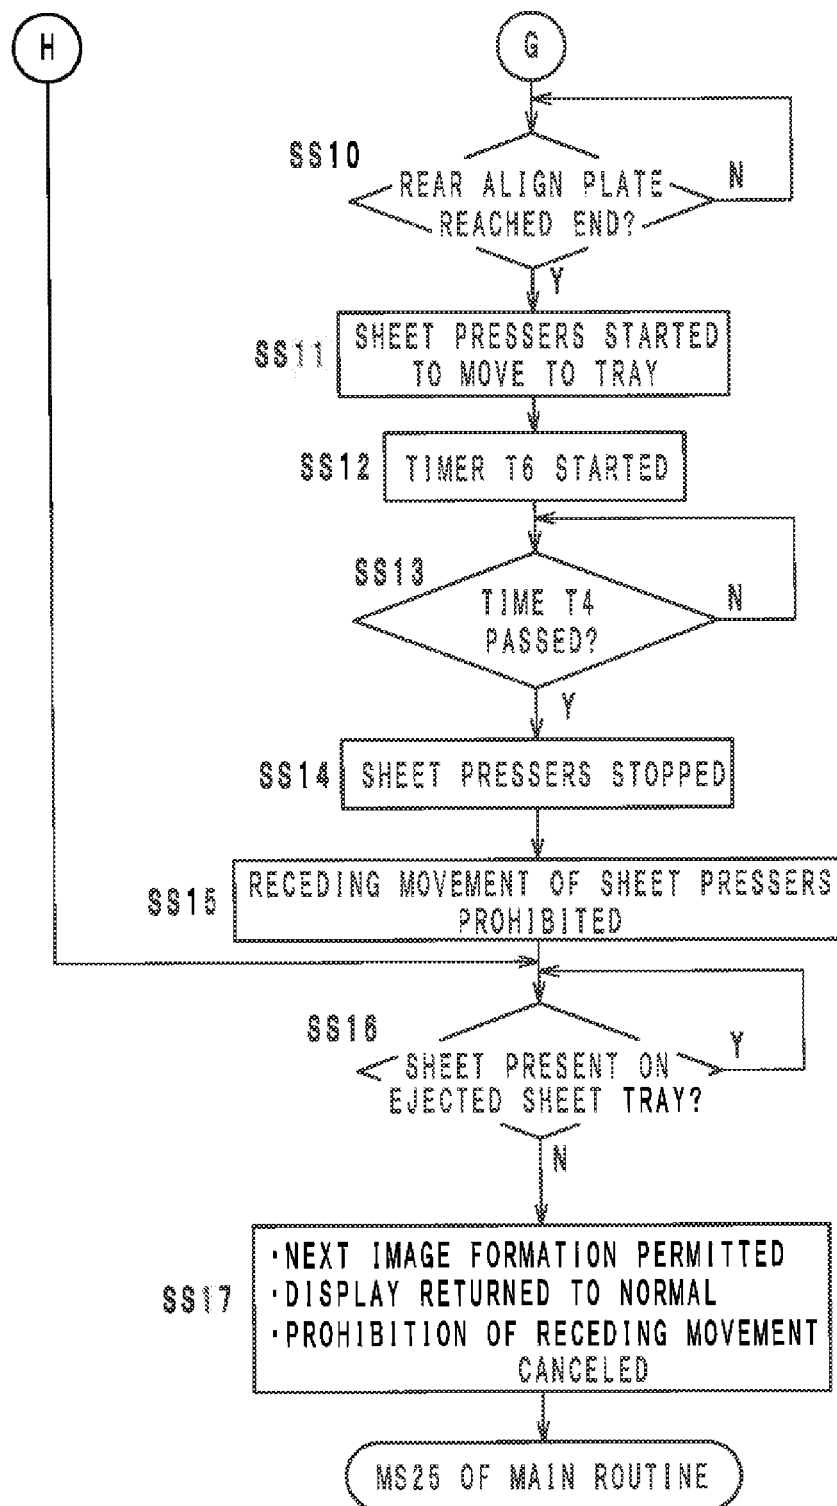 H
G
SS10
REAR ALIGN PLATE
REACHED END?
N
Y
SS11
SHEET PRESSERS STARTED
TO MOVE TO TRAY
SS12
TIMER T6 STARTED
SS13
TIME T4
PASSED?
N
Y
SS14
SHEET PRESSERS STOPPED
SS15
RECEDING MOVEMENT OF SHEET PRESSERS
PROHIBITED
SS16
SHEET PRESENT ON
EJECTED SHEET TRAY?
Y
N
SS17
·NEXT IMAGE FORMATION PERMITTED
·DISPLAY RETURNED TO NORMAL
·PROHIBITION OF RECEDING MOVEMENT
CANCELED
MS25 OF MAIN ROUTINE